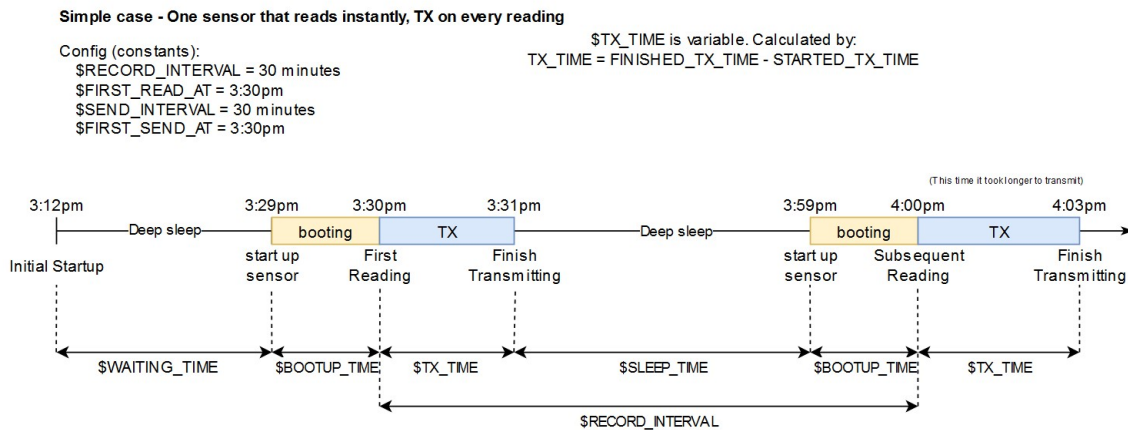 Simple case - One sensor that reads instantly, TX on every reading
Config (constants):
$RECORD_INTERVAL = 30 minutes
$FIRST_READ_AT = 3:30pm
$SEND_INTERVAL = 30 minutes
$FIRST_SEND_AT = 3:30pm
$TX_TIME is variable. Calculated by:
TX_TIME = FINISHED_TX_TIME - STARTED_TX_TIME
(This time it took longer to transmit)
3:12pm 3:29pm 3:30pm 3:31pm 3:59pm 4:00pm 4:03pm
Deep sleep booting TX Deep sleep booting TX
Initial Startup
start up
sensor
First
Reading
Finish
Transmitting
start up
sensor
Subsequent
Reading
Finish
Transmitting
$WAITING_TIME $BOOTUP_TIME $TX_TIME $SLEEP_TIME $BOOTUP_TIME $TX_TIME
$RECORD_INTERVAL